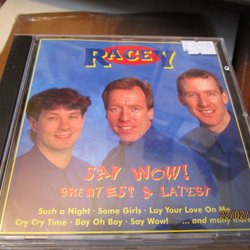 RACEY
SAY WOW!
GREATEST & LATEST
Such a Night · Some Girls · Lay Your Love On Me
Cry Cry Time · Boy Oh Boy · Say Wow! ... and many more